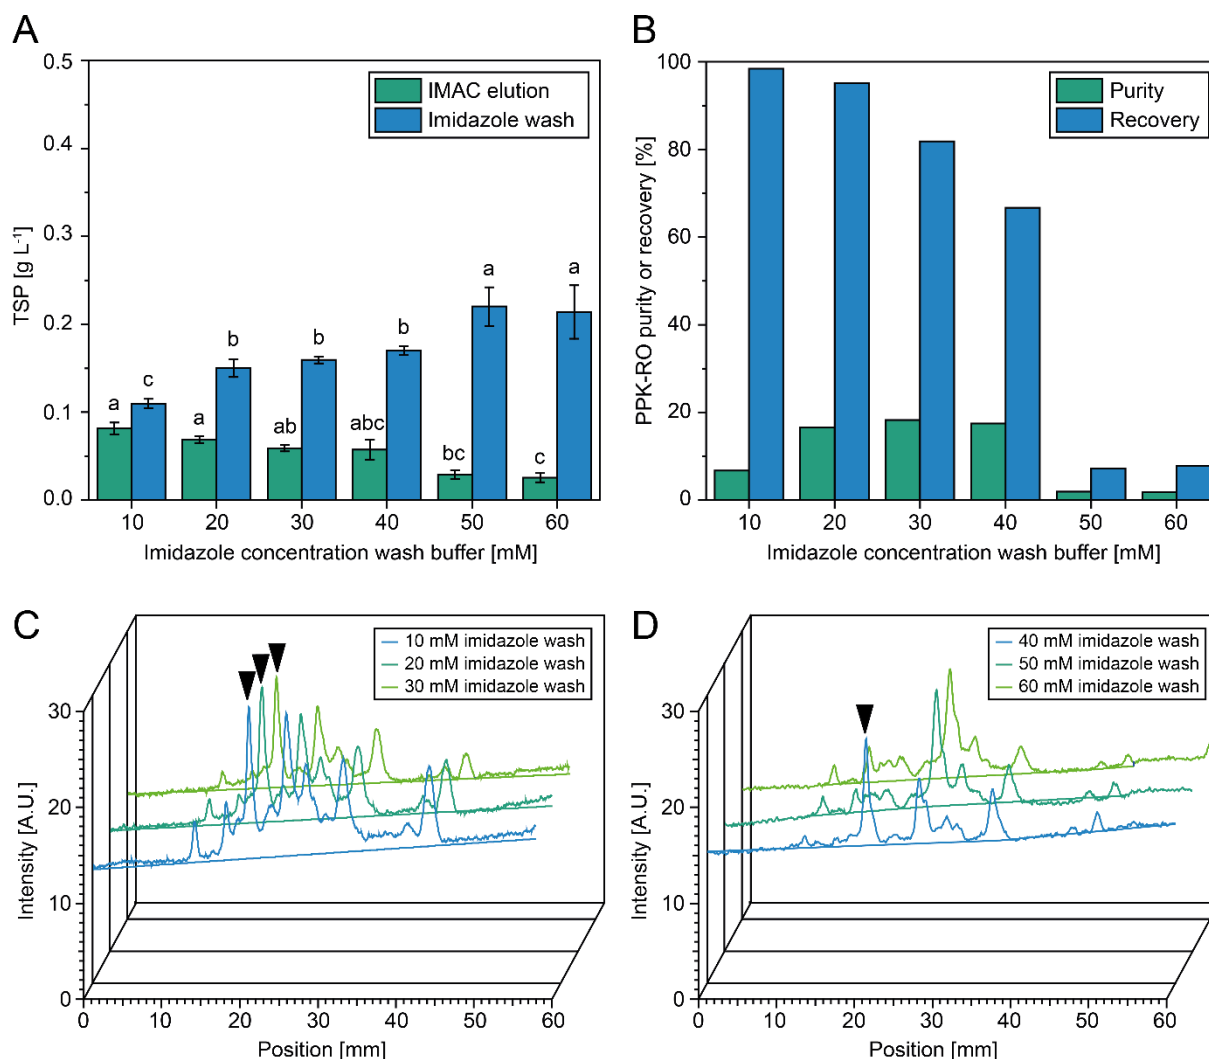 A
0.5
0.4
0.3
0.2
0.1
0.0
TSP [g L⁻¹]
IMAC elution
Imidazole wash
a
c
a
b
ab
b
abc
b
bc
a
c
a
10 20 30 40 50 60
Imidazole concentration wash buffer [mM]
B
100
80
60
40
20
0
PPK-RO purity or recovery [%]
Purity
Recovery
10 20 30 40 50 60
Imidazole concentration wash buffer [mM]
C
10 mM imidazole wash
20 mM imidazole wash
30 mM imidazole wash
30
20
10
0
Intensity [A.U.]
0 10 20 30 40 50 60
Position [mm]
D
40 mM imidazole wash
50 mM imidazole wash
60 mM imidazole wash
30
20
10
0
Intensity [A.U.]
0 10 20 30 40 50 60
Position [mm]